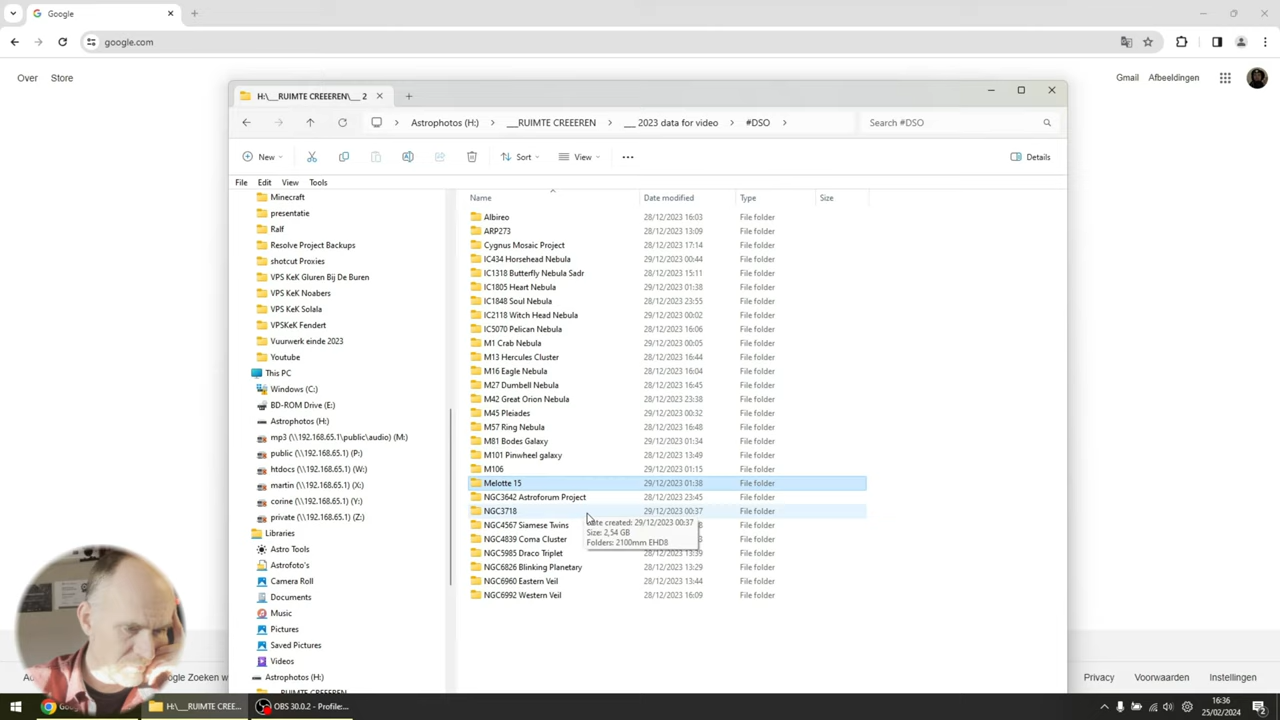 Google
google.com
Over Store
Gmail Afbeeldingen
H:\__RUIMTE CREEEREN\___ 2
Astrophotos (H:) __RUIMTE CREEEREN ___ 2023 data for video #DSO
Search #DSO
New Sort View Details
File Edit View Tools
Minecraft
presentatie
Ralf
Resolve Project Backups
shotcut Proxies
VPS KeK Gluren Bij De Buren
VPS KeK Noabers
VPS KeK Solala
VPSKeK Fendert
Vuurwerk einde 2023
Youtube
This PC
Windows (C:)
BD-ROM Drive (E:)
Astrophotos (H:)
mp3 (\\192.168.65.1\public\audio) (M:)
public (\\192.168.65.1) (P:)
htdocs (\\192.168.65.1) (W:)
martin (\\192.168.65.1) (X:)
corine (\\192.168.65.1) (Y:)
private (\\192.168.65.1) (Z:)
Libraries
Astro Tools
Astrofoto's
Camera Roll
Documents
Music
Pictures
Saved Pictures
Videos
Astrophotos (H:)
RUIMTE CREEEREN
Name Date modified Type Size
Albireo 28/12/2023 16:03 File folder
ARP273 28/12/2023 13:09 File folder
Cygnus Mosaic Project 28/12/2023 17:14 File folder
IC434 Horsehead Nebula 29/12/2023 00:44 File folder
IC1318 Butterfly Nebula Sadr 28/12/2023 15:11 File folder
IC1805 Heart Nebula 29/12/2023 01:38 File folder
IC1848 Soul Nebula 28/12/2023 23:55 File folder
IC2118 Witch Head Nebula 29/12/2023 00:02 File folder
IC5070 Pelican Nebula 28/12/2023 16:06 File folder
M1 Crab Nebula 29/12/2023 00:05 File folder
M13 Hercules Cluster 28/12/2023 16:44 File folder
M16 Eagle Nebula 28/12/2023 16:04 File folder
M27 Dumbell Nebula 28/12/2023 16:45 File folder
M42 Great Orion Nebula 28/12/2023 23:38 File folder
M45 Pleiades 29/12/2023 00:32 File folder
M57 Ring Nebula 28/12/2023 16:48 File folder
M81 Bodes Galaxy 29/12/2023 01:34 File folder
M101 Pinwheel galaxy 28/12/2023 13:49 File folder
M106 29/12/2023 01:15 File folder
Melotte 15 29/12/2023 01:38 File folder
NGC3642 Astroforum Project 28/12/2023 23:45 File folder
NGC3718 29/12/2023 00:37 File folder
NGC4567 Siamese Twins 8 File folder
NGC4839 Coma Cluster 8 File folder
NGC5985 Draco Triplet 28/12/2023 13:39 File folder
NGC6826 Blinking Planetary 28/12/2023 13:29 File folder
NGC6960 Eastern Veil 28/12/2023 13:44 File folder
NGC6992 Western Veil 28/12/2023 16:09 File folder
ate created: 29/12/2023 00:37
Size: 2,54 GB
Folders: 2100mm EHD8
ogle Zoeken w
Privacy Voorwaarden Instellingen
H:\__RUIMTE CREE...
OBS 30.0.2 - Profile:...
16:36
25/02/2024
2